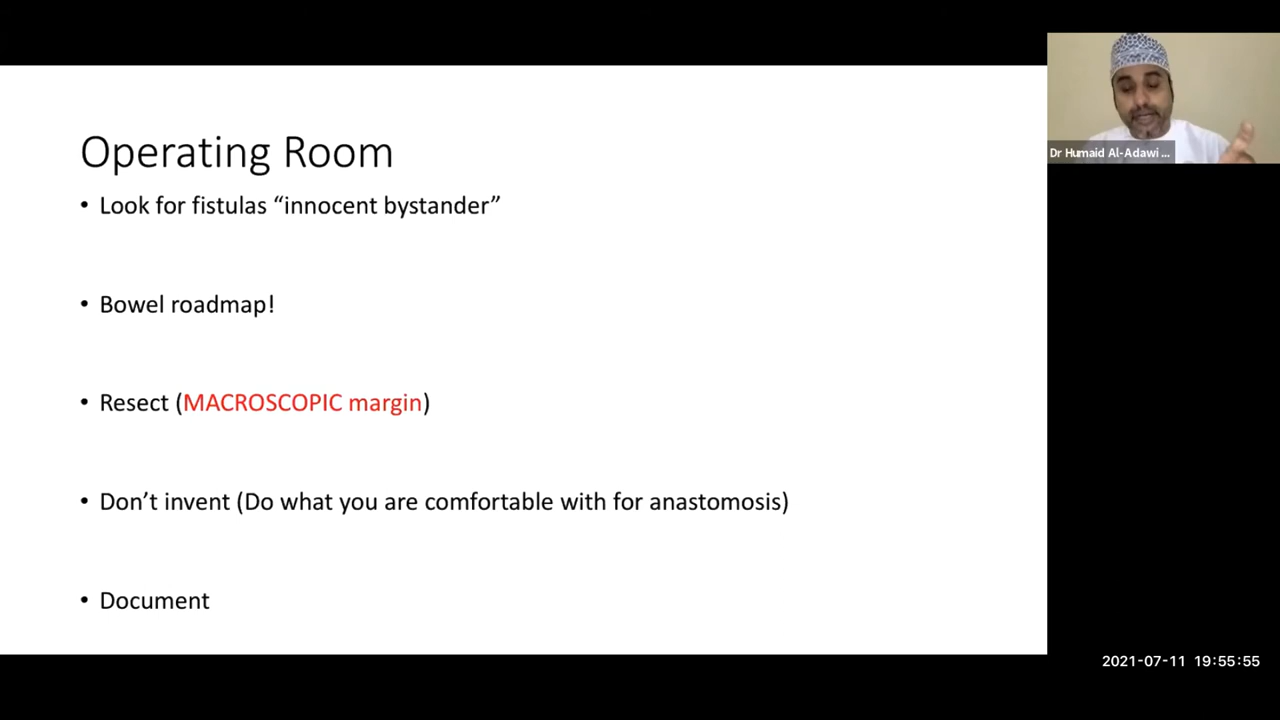 Operating Room
• Look for fistulas “innocent bystander”
• Bowel roadmap!
• Resect (MACROSCOPIC margin)
• Don’t invent (Do what you are comfortable with for anastomosis)
• Document
Dr Humaid Al-Adawi ...
2021-07-11 19:55:55